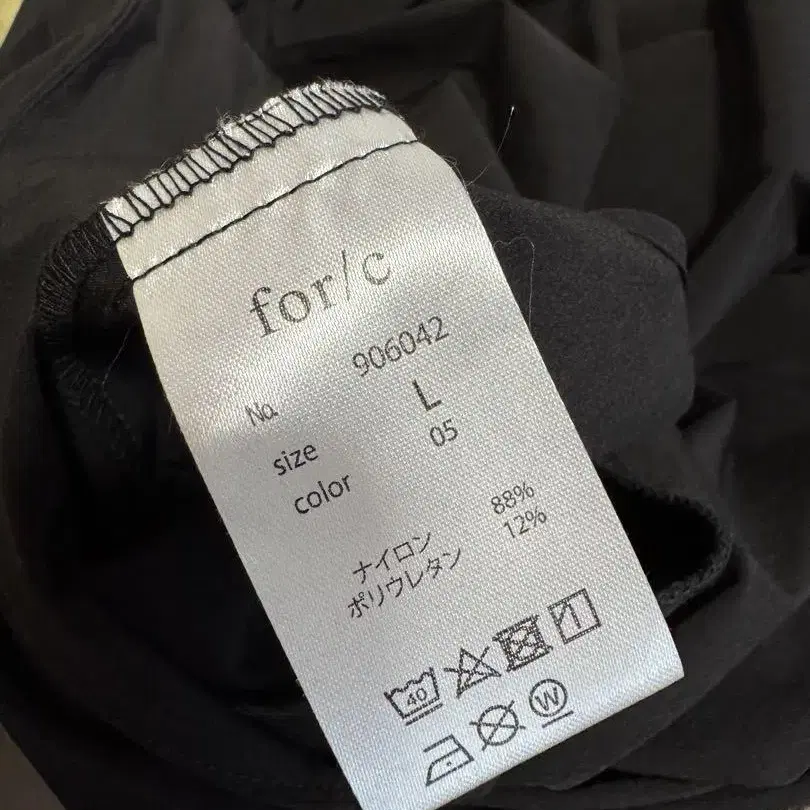 for/c
No. 906042
size L
color 05
ナイロン 88%
ポリウレタン 12%
40
W